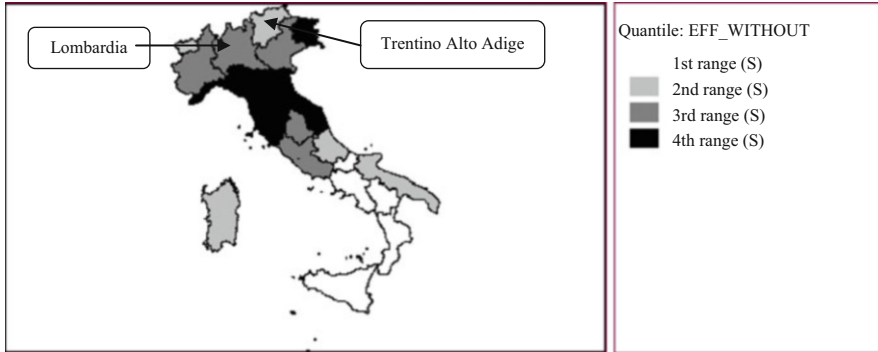 Lombardia
Trentino Alto Adige
Quantile: EFF_WITHOUT
1st range (S)
2nd range (S)
3rd range (S)
4th range (S)